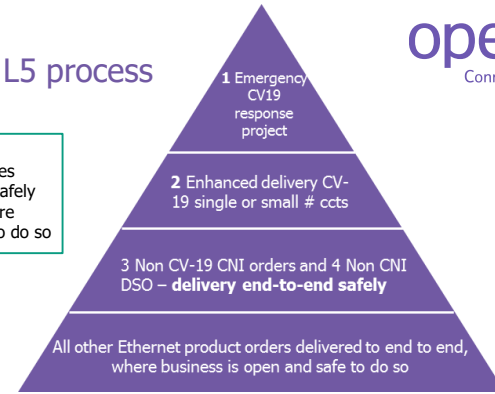 L5 process
ope
Conn
1 Emergency
CV19
response
project
es
afely
re
o do so
2 Enhanced delivery CV-
19 single or small # ccts
3 Non CV-19 CNI orders and 4 Non CNI
DSO – delivery end-to-end safely
All other Ethernet product orders delivered to end to end,
where business is open and safe to do so